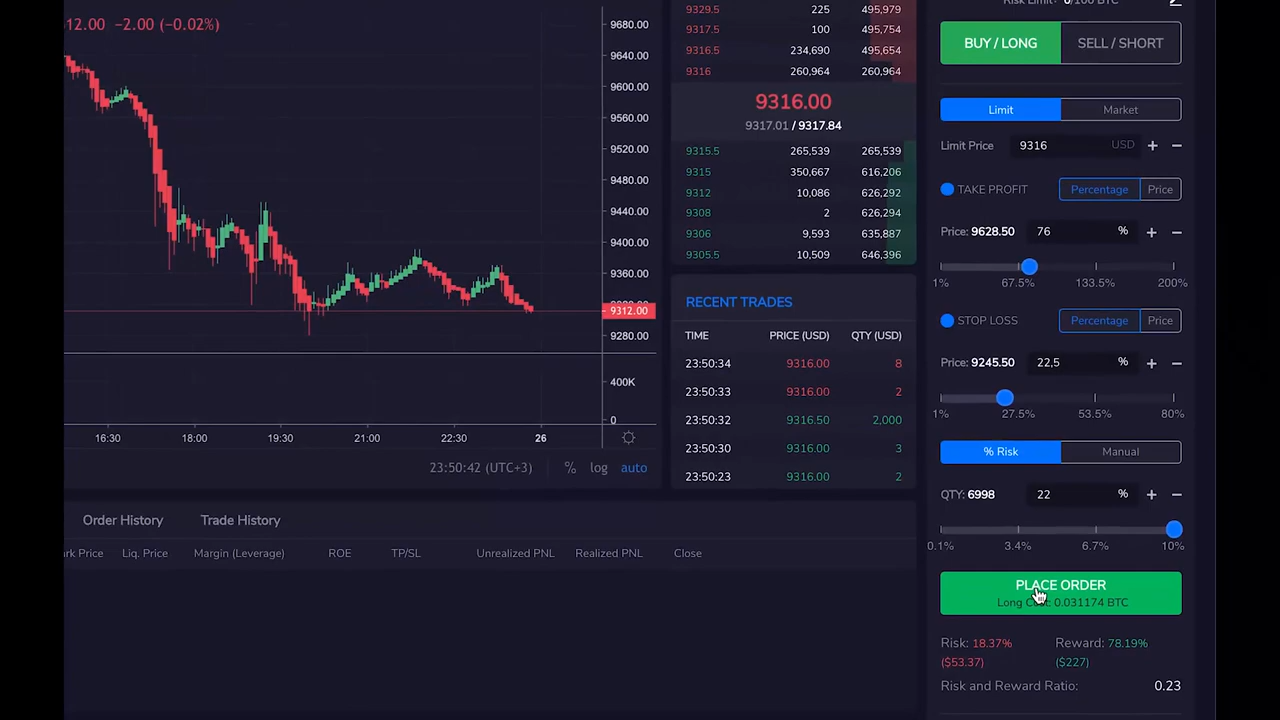 12.00 −2.00 (−0.02%)
9680.00
9640.00
9600.00
9560.00
9520.00
9480.00
9440.00
9400.00
9360.00
9312.00
9280.00
400K
0
16:30 18:00 19:30 21:00 22:30 26
23:50:42 (UTC+3) % log auto
Order History Trade History
rk Price Liq. Price Margin (Leverage) ROE TP/SL Unrealized PNL Realized PNL Close
9329.5 225 495,979
9317.5 100 495,754
9316.5 234,690 495,654
9316 260,964 260,964
9316.00
9317.01 / 9317.84
9315.5 265,539 265,539
9315 350,667 616,206
9312 10,086 626,292
9308 2 626,294
9306 9,593 635,887
9305.5 10,509 646,396
RECENT TRADES
TIME PRICE (USD) QTY (USD)
23:50:34 9316.00 8
23:50:33 9316.00 2
23:50:32 9316.50 2,000
23:50:30 9316.00 3
23:50:23 9316.00 2
Risk Limit: 0/100 BTC
BUY / LONG SELL / SHORT
Limit Market
Limit Price 9316 USD + −
TAKE PROFIT Percentage Price
Price: 9628.50 76 % + −
1% 67.5% 133.5% 200%
STOP LOSS Percentage Price
Price: 9245.50 22,5 % + −
1% 27.5% 53.5% 80%
% Risk Manual
QTY: 6998 22 % + −
0.1% 3.4% 6.7% 10%
PLACE ORDER
Long 0.031174 BTC
Risk: 18.37% Reward: 78.19%
($53.37) ($227)
Risk and Reward Ratio: 0.23